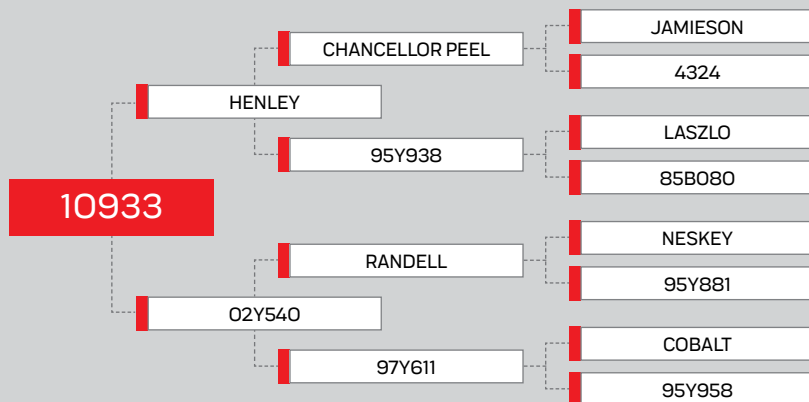 JAMIESON
CHANCELLOR PEEL
4324
HENLEY
LASZLO
95Y938
85B080
10933
NESKEY
RANDELL
95Y881
02Y540
COBALT
97Y611
95Y958